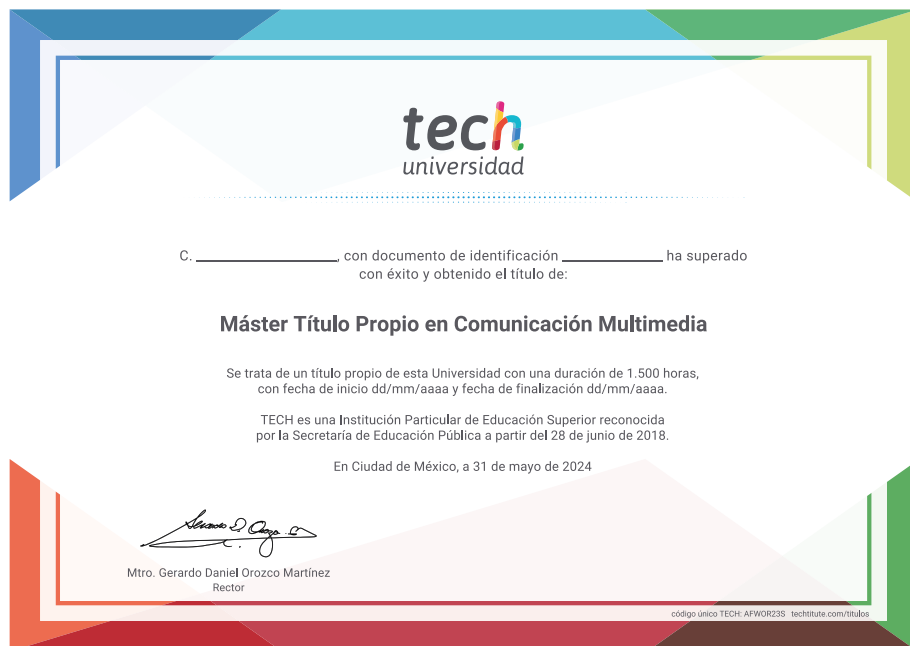 tech
universidad
C. ____________________, con documento de identificación ______________ ha superado
con éxito y obtenido el título de:
Máster Título Propio en Comunicación Multimedia
Se trata de un título propio de esta Universidad con una duración de 1.500 horas,
con fecha de inicio dd/mm/aaaa y fecha de finalización dd/mm/aaaa.
TECH es una Institución Particular de Educación Superior reconocida
por la Secretaría de Educación Pública a partir del 28 de junio de 2018.
En Ciudad de México, a 31 de mayo de 2024
Mtro. Gerardo Daniel Orozco Martínez
Rector
código único TECH: AFWOR23S techtitute.com/titulos